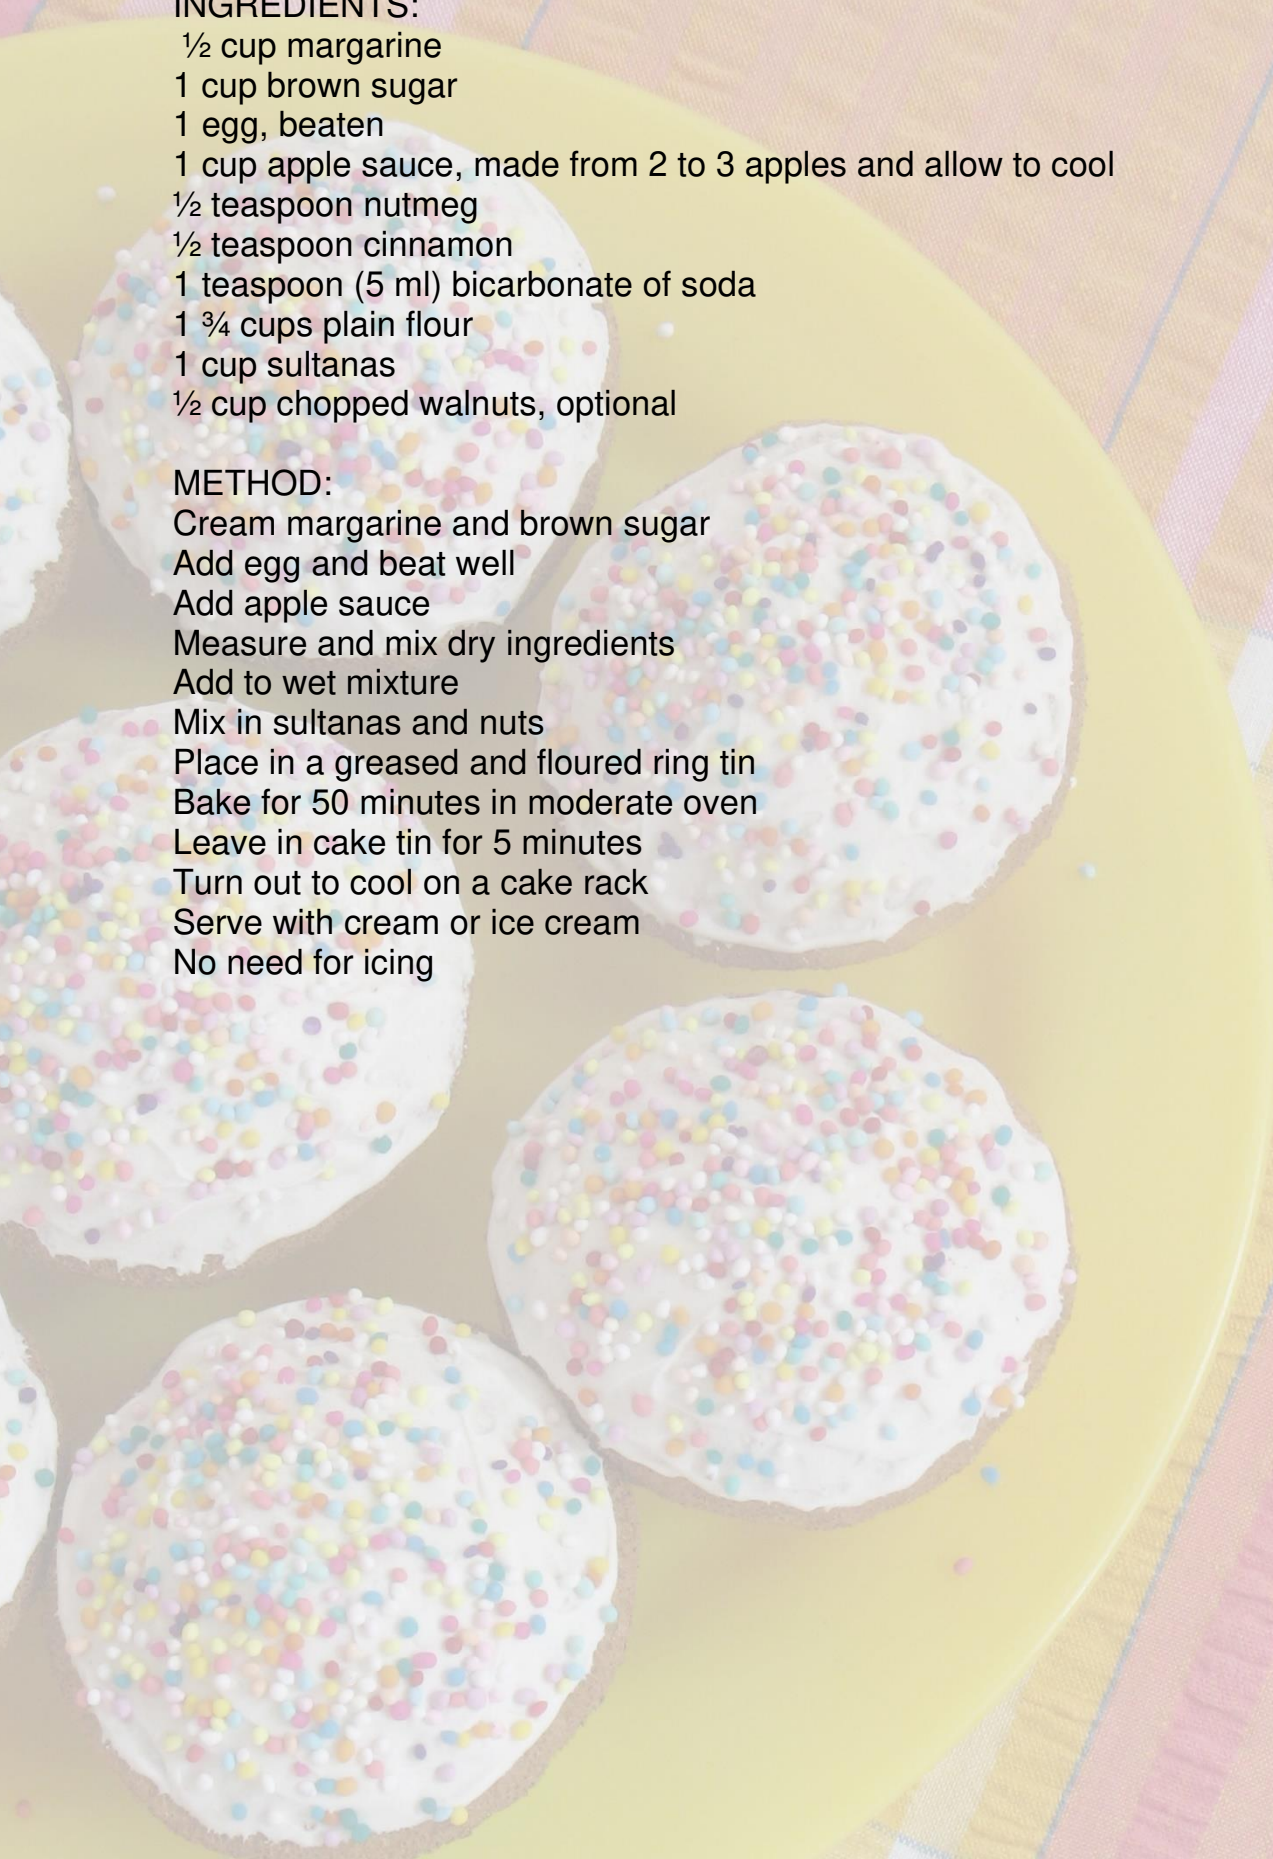 INGREDIENTS:
½ cup margarine
1 cup brown sugar
1 egg, beaten
1 cup apple sauce, made from 2 to 3 apples and allow to cool
½ teaspoon nutmeg
½ teaspoon cinnamon
1 teaspoon (5 ml) bicarbonate of soda
1 ¾ cups plain flour
1 cup sultanas
½ cup chopped walnuts, optional
METHOD:
Cream margarine and brown sugar
Add egg and beat well
Add apple sauce
Measure and mix dry ingredients
Add to wet mixture
Mix in sultanas and nuts
Place in a greased and floured ring tin
Bake for 50 minutes in moderate oven
Leave in cake tin for 5 minutes
Turn out to cool on a cake rack
Serve with cream or ice cream
No need for icing